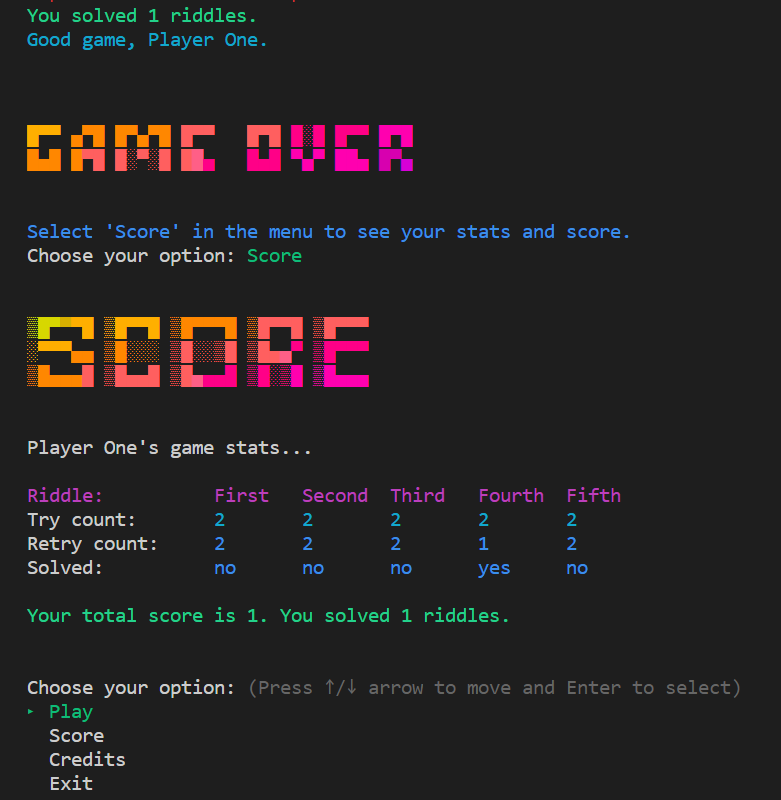 You solved 1 riddles.
Good game, Player One.
GAME OVER
Select 'Score' in the menu to see your stats and score.
Choose your option: Score
SCORE
Player One's game stats...
Riddle: First Second Third Fourth Fifth
Try count: 2 2 2 2 2
Retry count: 2 2 2 1 2
Solved: no no no yes no
Your total score is 1. You solved 1 riddles.
Choose your option: (Press ↑/↓ arrow to move and Enter to select)
▸ Play
Score
Credits
Exit